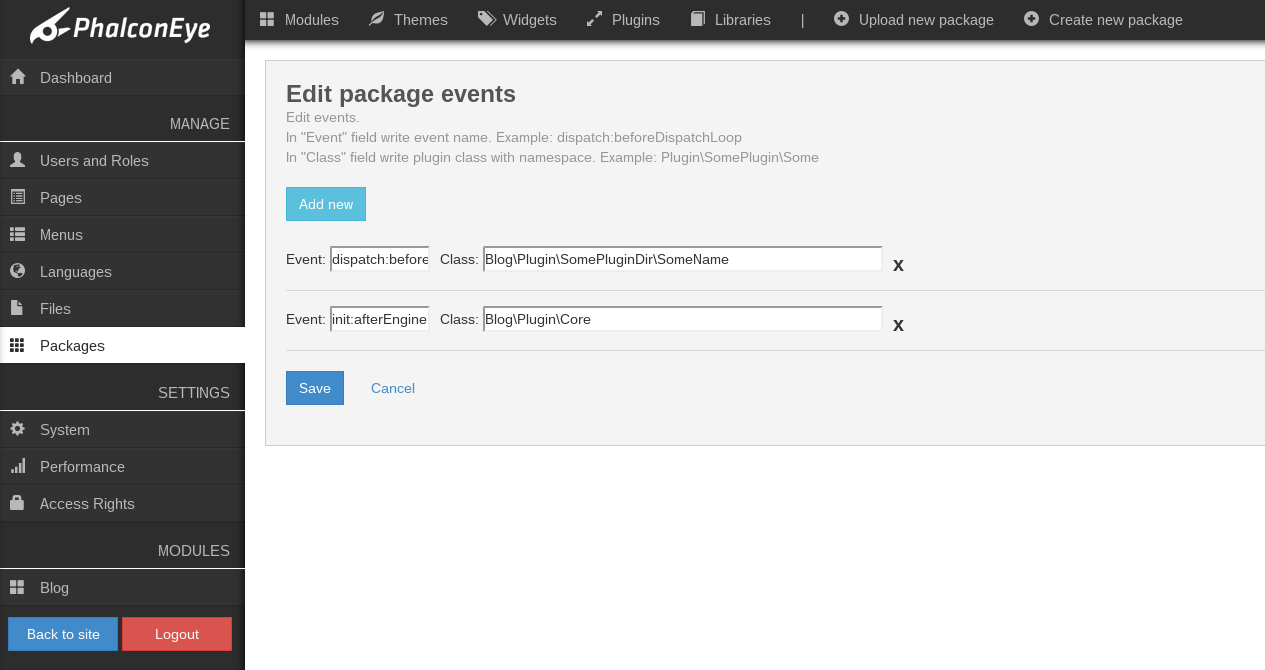 PhalconEye
Dashboard
MANAGE
Users and Roles
Pages
Menus
Languages
Files
Packages
SETTINGS
System
Performance
Access Rights
MODULES
Blog
Back to site Logout
Modules Themes Widgets Plugins Libraries | Upload new package Create new package
Edit package events
Edit events.
In "Event" field write event name. Example: dispatch:beforeDispatchLoop
In "Class" field write plugin class with namespace. Example: Plugin\SomePlugin\Some
Add new
Event: dispatch:before Class: Blog\Plugin\SomePluginDir\SomeName x
Event: init:afterEngine Class: Blog\Plugin\Core x
Save Cancel